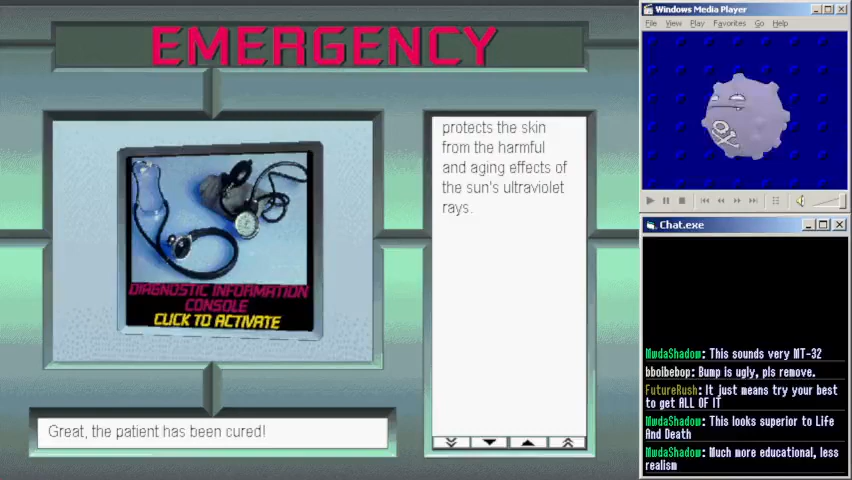 EMERGENCY
protects the skin
from the harmful
and aging effects of
the sun's ultraviolet
rays.
DIAGNOSTIC INFORMATION
CONSOLE
CLICK TO ACTIVATE
Great, the patient has been cured!
Windows Media Player
File View Play Favorites Go Help
Chat.exe
MwdaShadow: This sounds very MT-32
bboibebop: Bump is ugly, pls remove.
FutureRush: It just means try your best
to get ALL OF IT
MwdaShadow: This looks superior to Life
And Death
MwdaShadow: Much more educational, less
realism